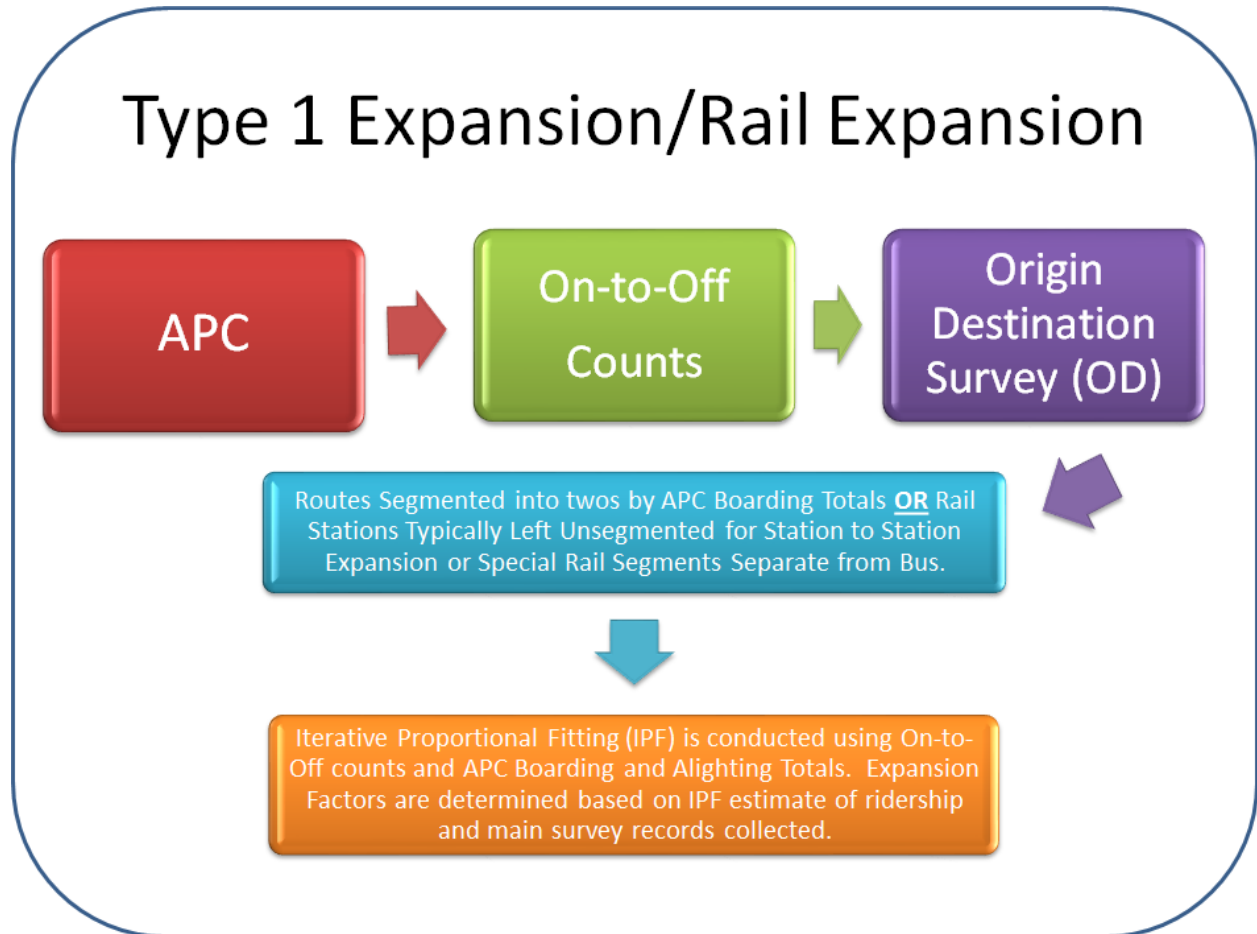 Type 1 Expansion/Rail Expansion
APC
On-to-Off
Counts
Origin
Destination
Survey (OD)
Routes Segmented into twos by APC Boarding Totals OR Rail
Stations Typically Left Unsegmented for Station to Station
Expansion or Special Rail Segments Separate from Bus.
Iterative Proportional Fitting (IPF) is conducted using On-to-
Off counts and APC Boarding and Alighting Totals.  Expansion
Factors are determined based on IPF estimate of ridership
and main survey records collected.